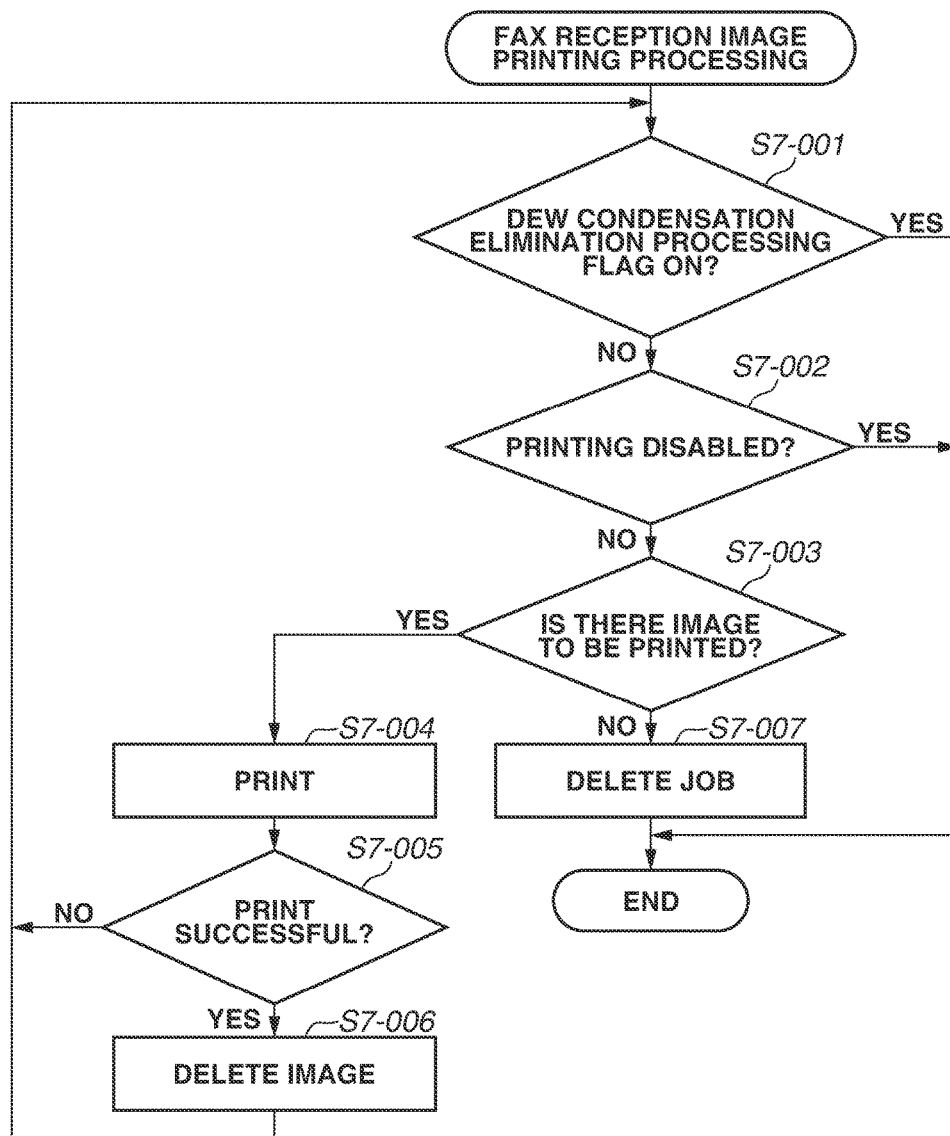 FAX RECEPTION IMAGE
PRINTING PROCESSING
S7-001
DEW CONDENSATION
ELIMINATION PROCESSING
FLAG ON?
YES
NO
S7-002
PRINTING DISABLED?
YES
NO
S7-003
IS THERE IMAGE
TO BE PRINTED?
YES
NO
S7-004
PRINT
S7-007
DELETE JOB
S7-005
PRINT
SUCCESSFUL?
NO
END
YES
S7-006
DELETE IMAGE